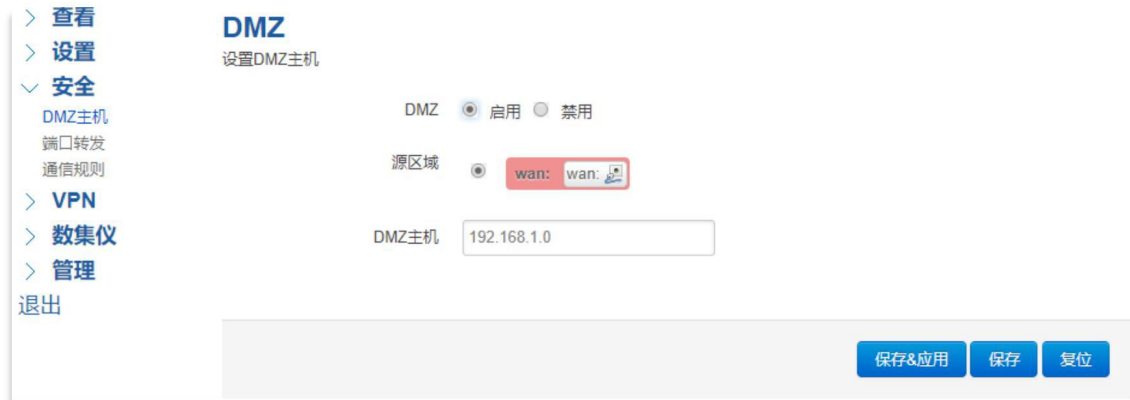 查看
设置
安全
DMZ主机
端口转发
通信规则
VPN
数集仪
管理
退出
DMZ
设置DMZ主机
DMZ 启用 禁用
源区域 wan: wan:
DMZ主机 192.168.1.0
保存&应用 保存 复位